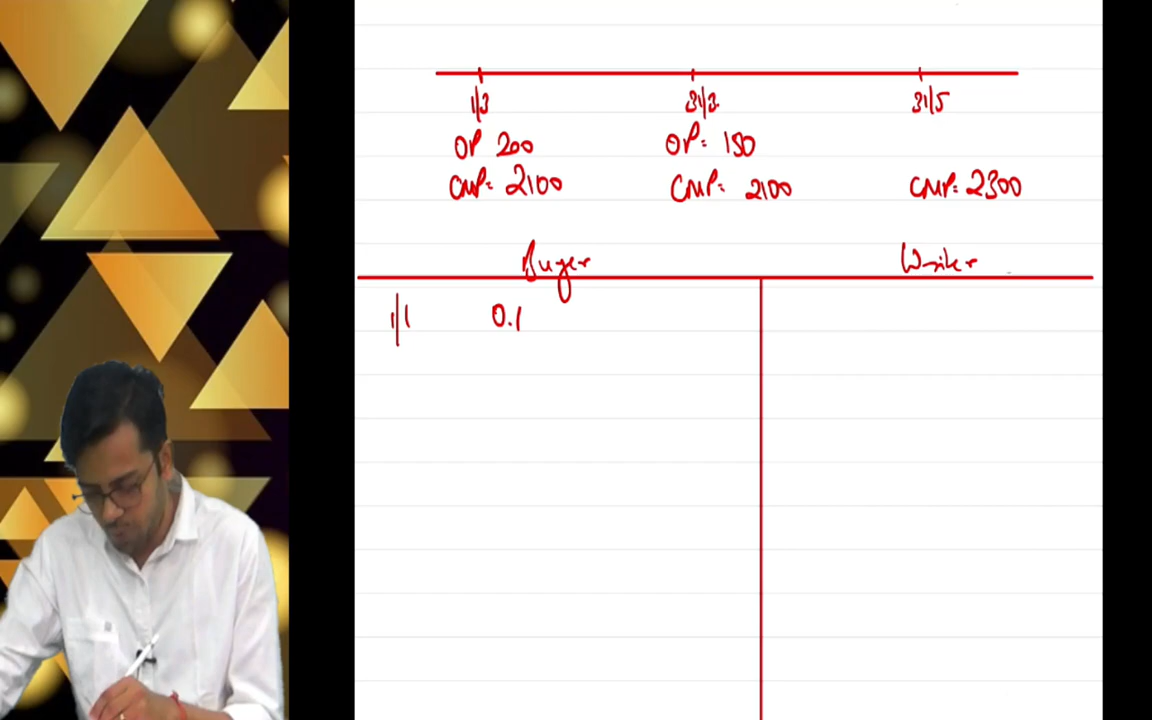 1/3 31/3 31/5
OP 200 OP= 150
CMP= 2100 CMP= 2100 CMP= 2300
Buyer Writer
1/1 0.1